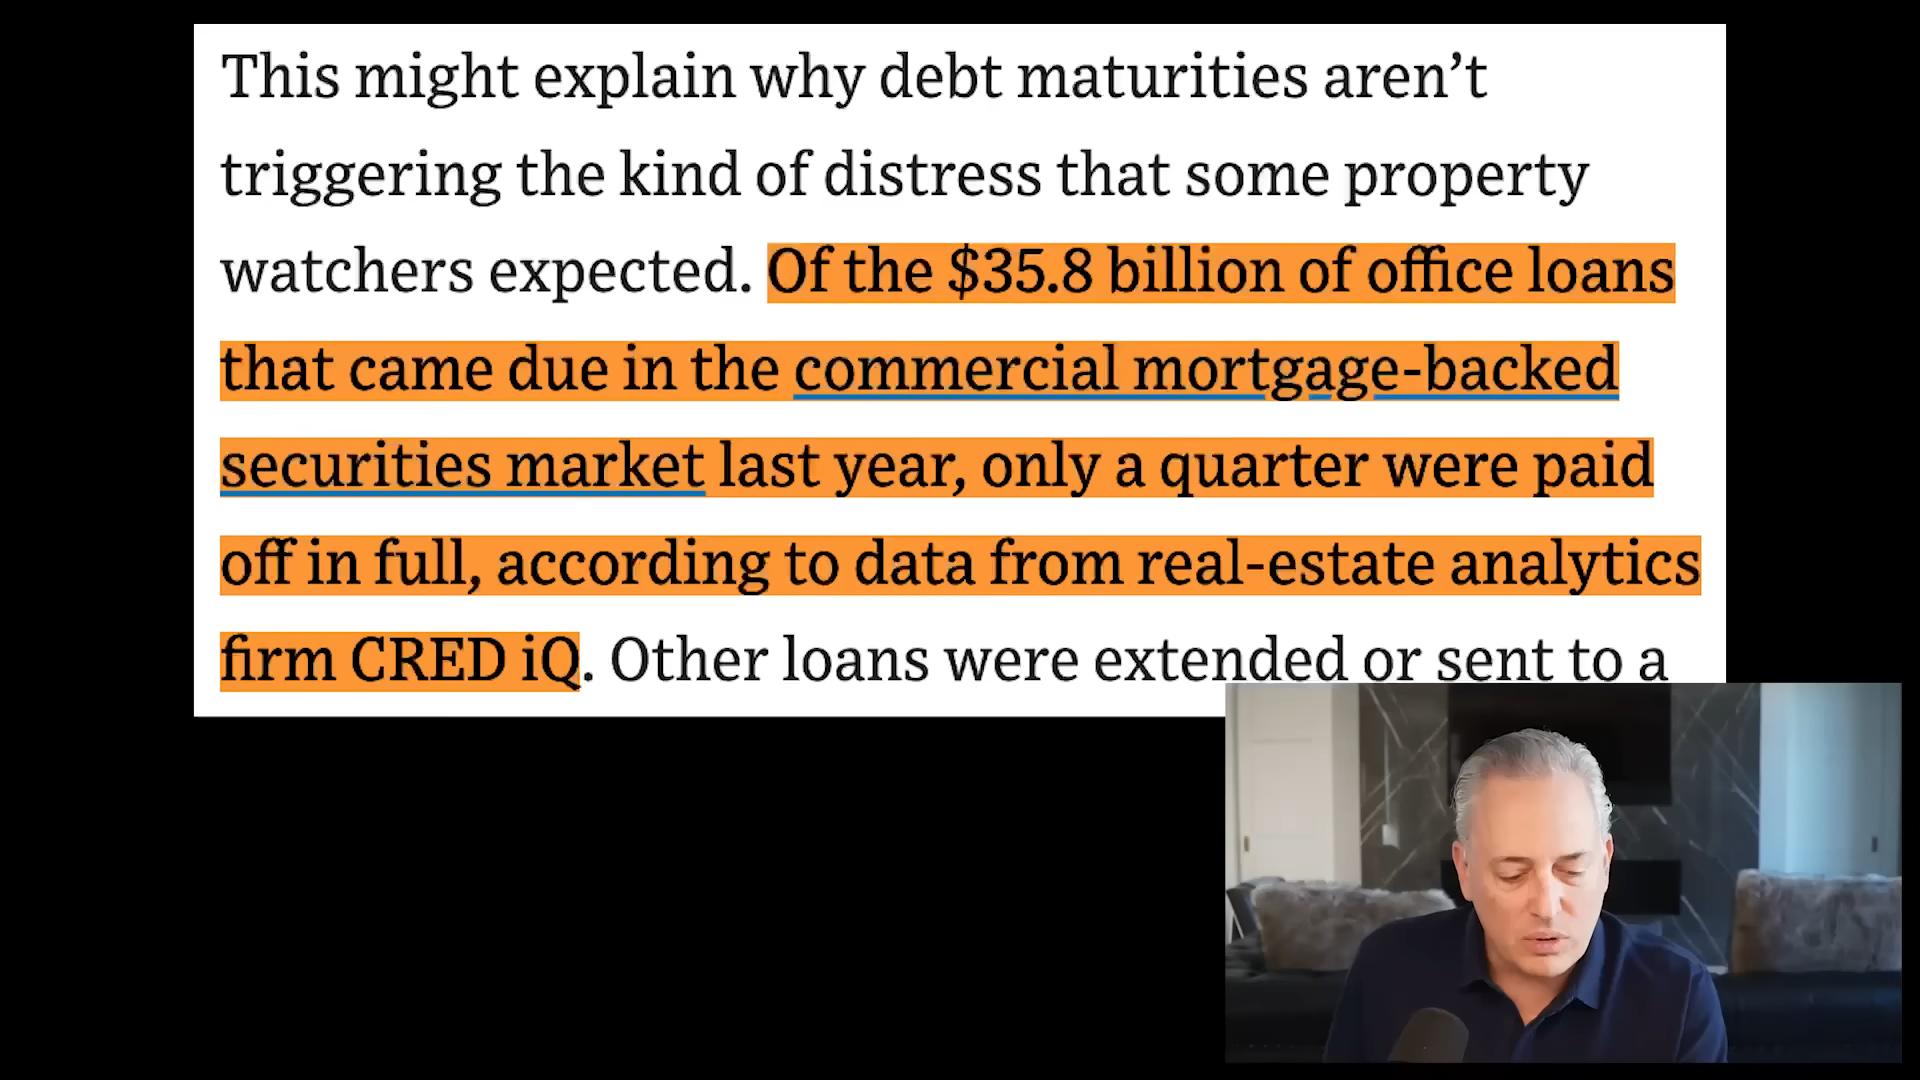 This might explain why debt maturities aren’t
triggering the kind of distress that some property
watchers expected. Of the $35.8 billion of office loans
that came due in the commercial mortgage-backed
securities market last year, only a quarter were paid
off in full, according to data from real-estate analytics
firm CRED iQ. Other loans were extended or sent to a